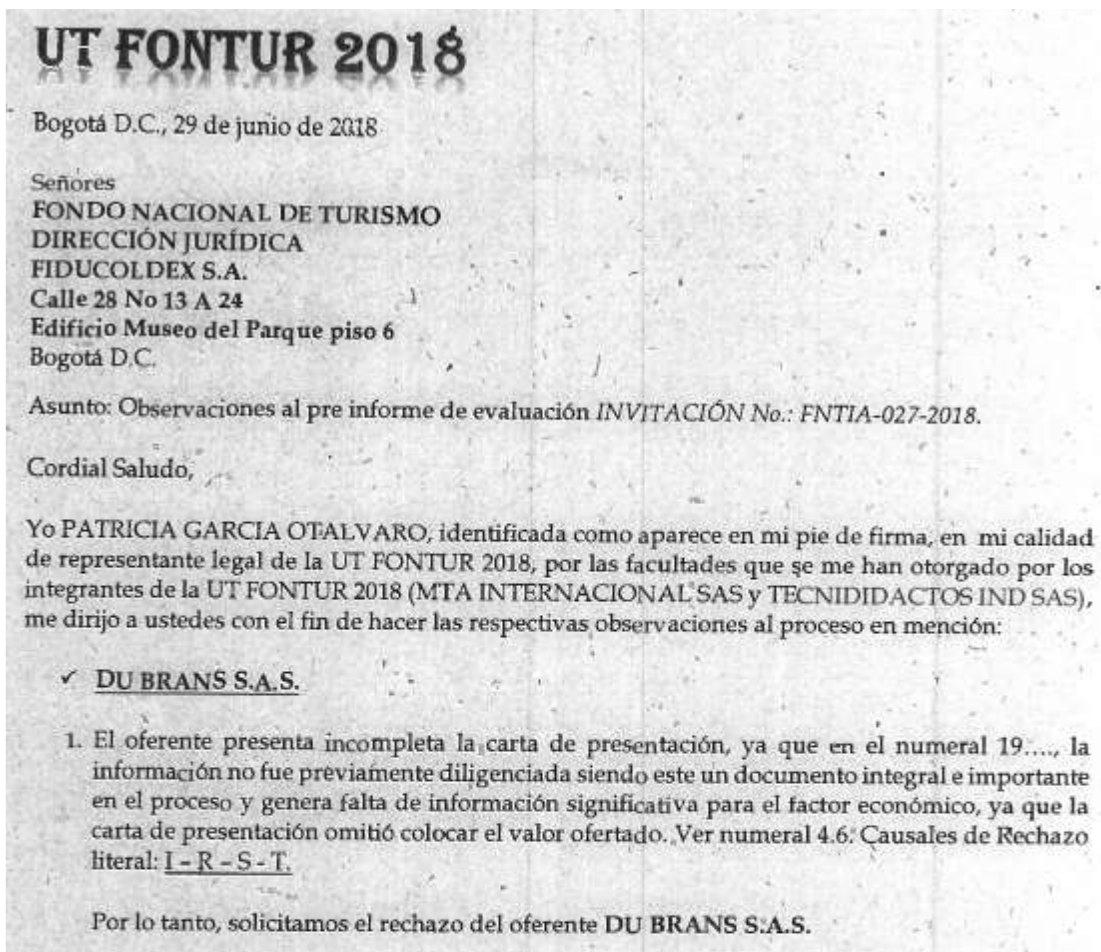 UT FONTUR 2018
Bogotá D.C., 29 de junio de 2018
Señores
FONDO NACIONAL DE TURISMO
DIRECCIÓN JURÍDICA
FIDUCOLDEX S.A.
Calle 28 No 13 A 24
Edificio Museo del Parque piso 6
Bogotá D.C.
Asunto: Observaciones al pre informe de evaluación INVITACIÓN No.: FNTIA-027-2018.
Cordial Saludo,
Yo PATRICIA GARCIA OTALVARO, identificada como aparece en mi pie de firma, en mi calidad
de representante legal de la UT FONTUR 2018, por las facultades que se me han otorgado por los
integrantes de la UT FONTUR 2018 (MTA INTERNACIONAL SAS y TECNIDIDACTOS IND SAS),
me dirijo a ustedes con el fin de hacer las respectivas observaciones al proceso en mención:
✓ DU BRANS S.A.S.
1. El oferente presenta incompleta la carta de presentación, ya que en el numeral 19...., la
información no fue previamente diligenciada siendo este un documento integral e importante
en el proceso y genera falta de información significativa para el factor económico, ya que la
carta de presentación omitió colocar el valor ofertado. Ver numeral 4.6. Causales de Rechazo
literal: I – R – S - T.
Por lo tanto, solicitamos el rechazo del oferente DU BRANS S.A.S.